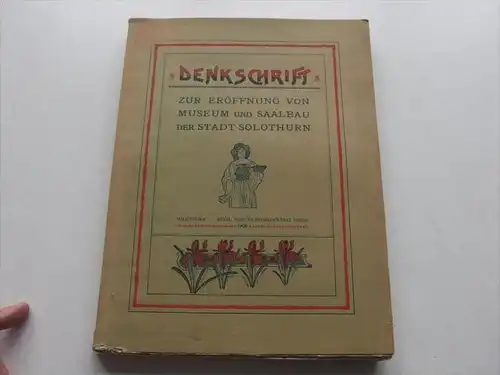 DENKSCHRIFT
ZUR ERÖFFNUNG VON
MUSEUM UND SAALBAU
DER STADT SOLOTHURN